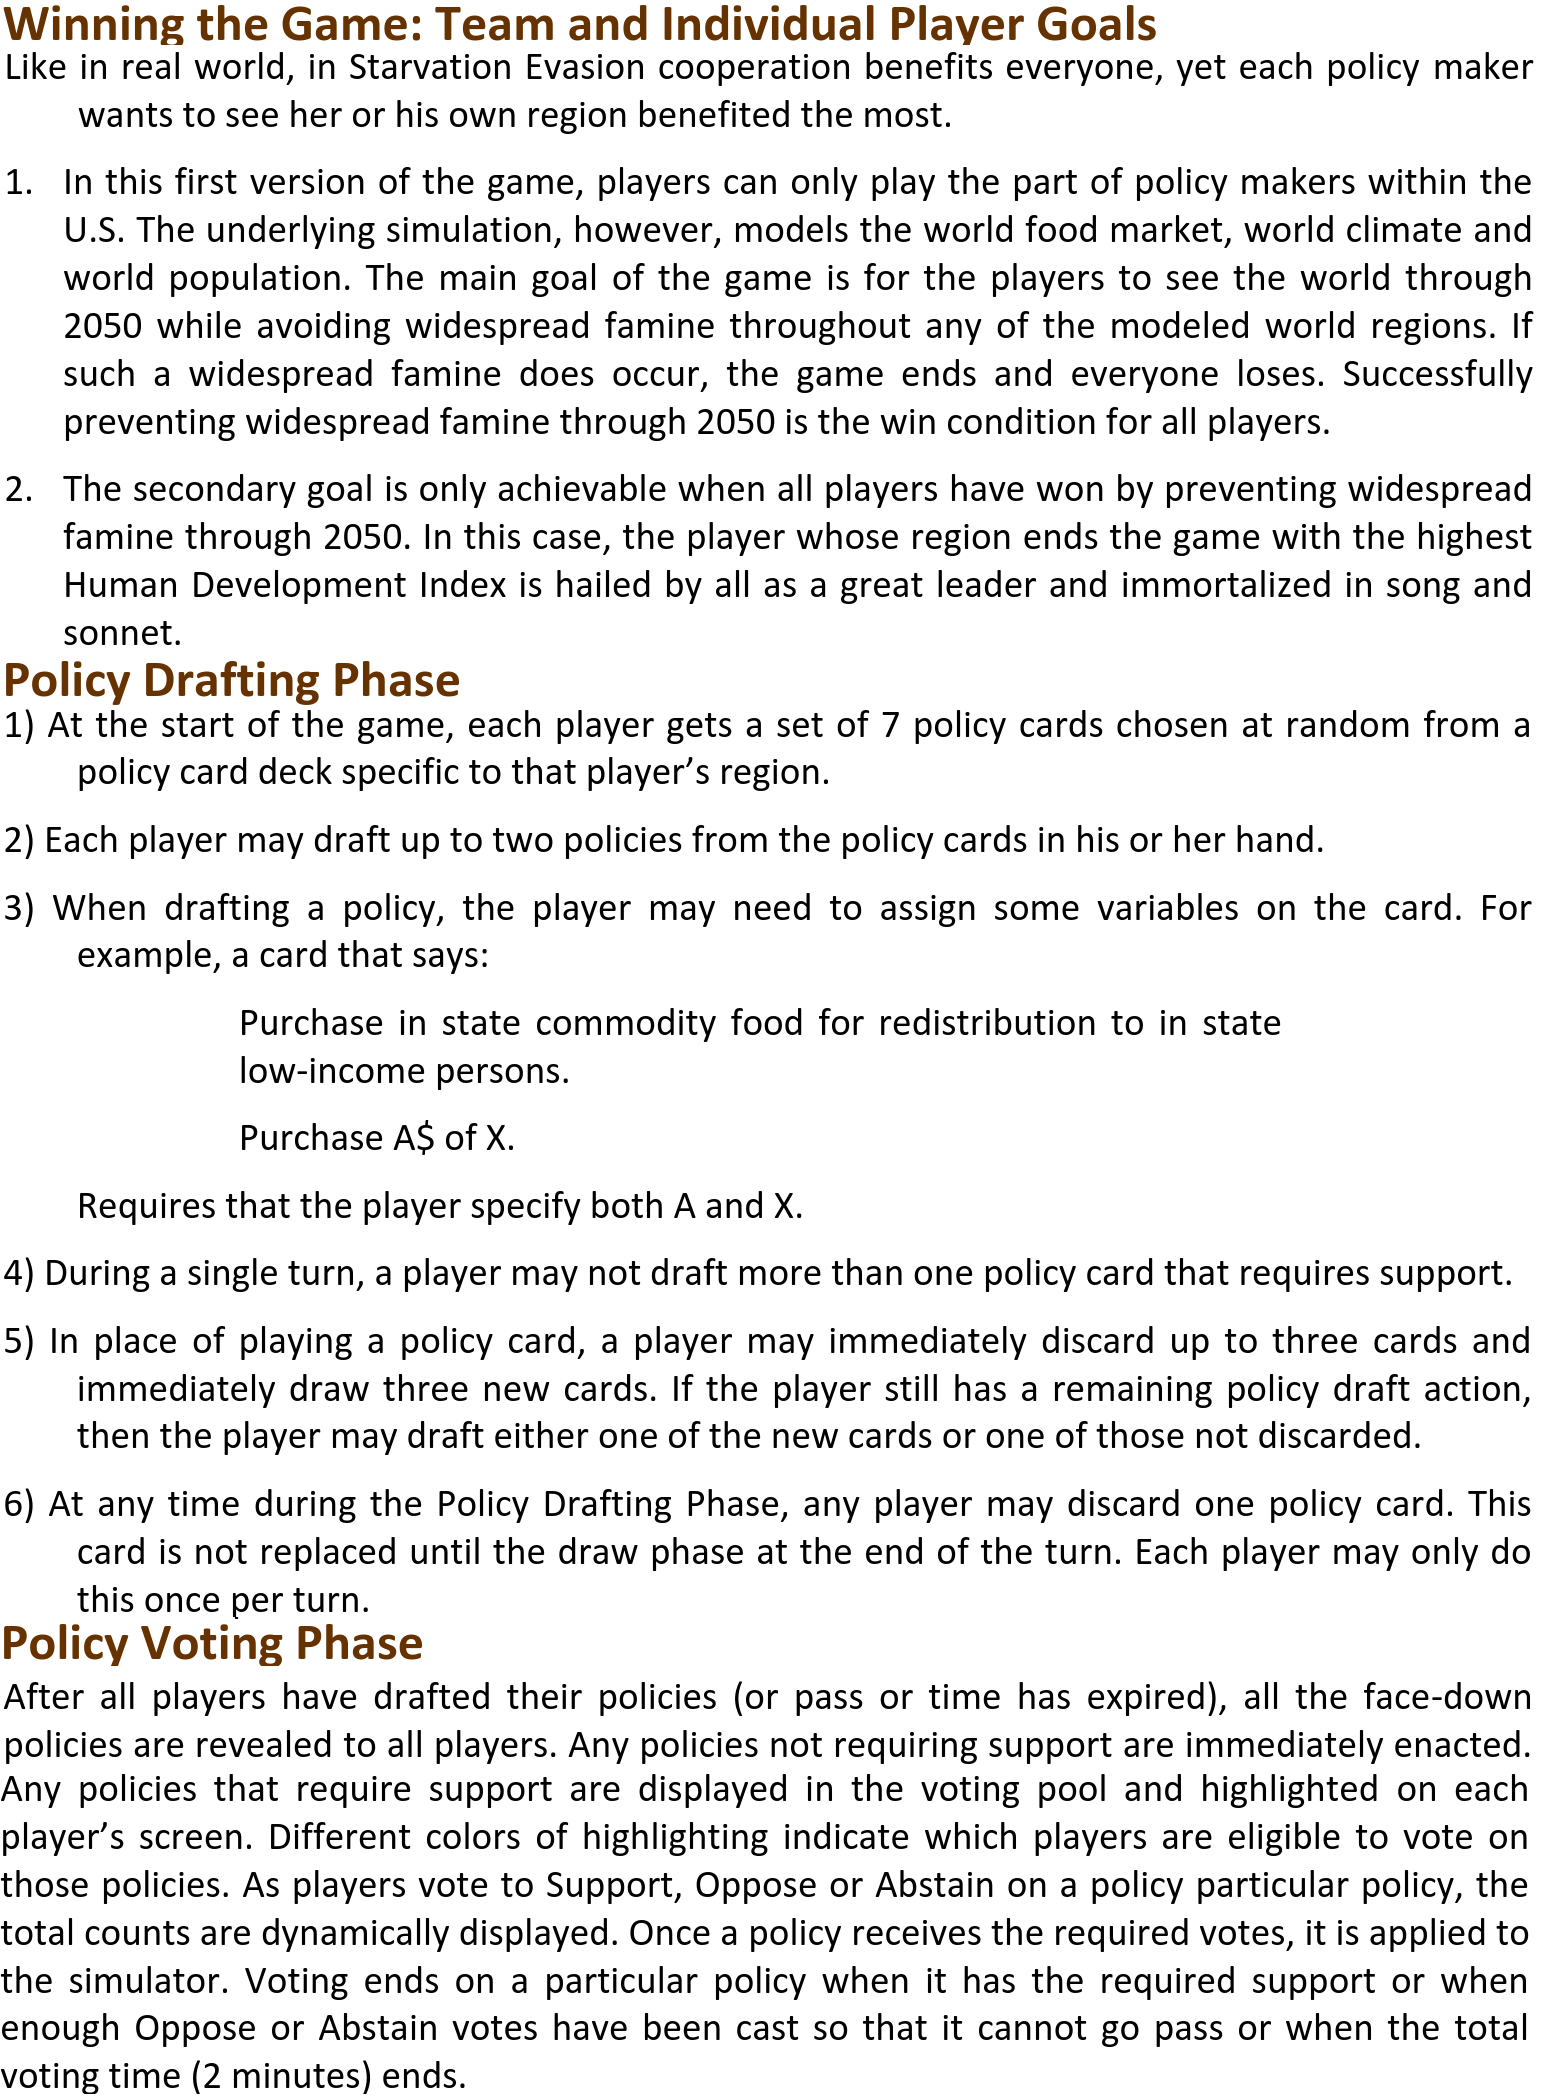 Winning the Game: Team and Individual Player Goals
Like in real world, in Starvation Evasion cooperation benefits everyone, yet each policy maker
wants to see her or his own region benefited the most.
1. In this first version of the game, players can only play the part of policy makers within the
U.S. The underlying simulation, however, models the world food market, world climate and
world population. The main goal of the game is for the players to see the world through
2050 while avoiding widespread famine throughout any of the modeled world regions. If
such a widespread famine does occur, the game ends and everyone loses. Successfully
preventing widespread famine through 2050 is the win condition for all players.
2. The secondary goal is only achievable when all players have won by preventing widespread
famine through 2050. In this case, the player whose region ends the game with the highest
Human Development Index is hailed by all as a great leader and immortalized in song and
sonnet.
Policy Drafting Phase
1) At the start of the game, each player gets a set of 7 policy cards chosen at random from a
policy card deck specific to that player’s region.
2) Each player may draft up to two policies from the policy cards in his or her hand.
3) When drafting a policy, the player may need to assign some variables on the card. For
example, a card that says:
Purchase in state commodity food for redistribution to in state
low-income persons.
Purchase A$ of X.
Requires that the player specify both A and X.
4) During a single turn, a player may not draft more than one policy card that requires support.
5) In place of playing a policy card, a player may immediately discard up to three cards and
immediately draw three new cards. If the player still has a remaining policy draft action,
then the player may draft either one of the new cards or one of those not discarded.
6) At any time during the Policy Drafting Phase, any player may discard one policy card. This
card is not replaced until the draw phase at the end of the turn. Each player may only do
this once per turn.
Policy Voting Phase
After all players have drafted their policies (or pass or time has expired), all the face-down
policies are revealed to all players. Any policies not requiring support are immediately enacted.
Any policies that require support are displayed in the voting pool and highlighted on each
player’s screen. Different colors of highlighting indicate which players are eligible to vote on
those policies. As players vote to Support, Oppose or Abstain on a policy particular policy, the
total counts are dynamically displayed. Once a policy receives the required votes, it is applied to
the simulator. Voting ends on a particular policy when it has the required support or when
enough Oppose or Abstain votes have been cast so that it cannot go pass or when the total
voting time (2 minutes) ends.